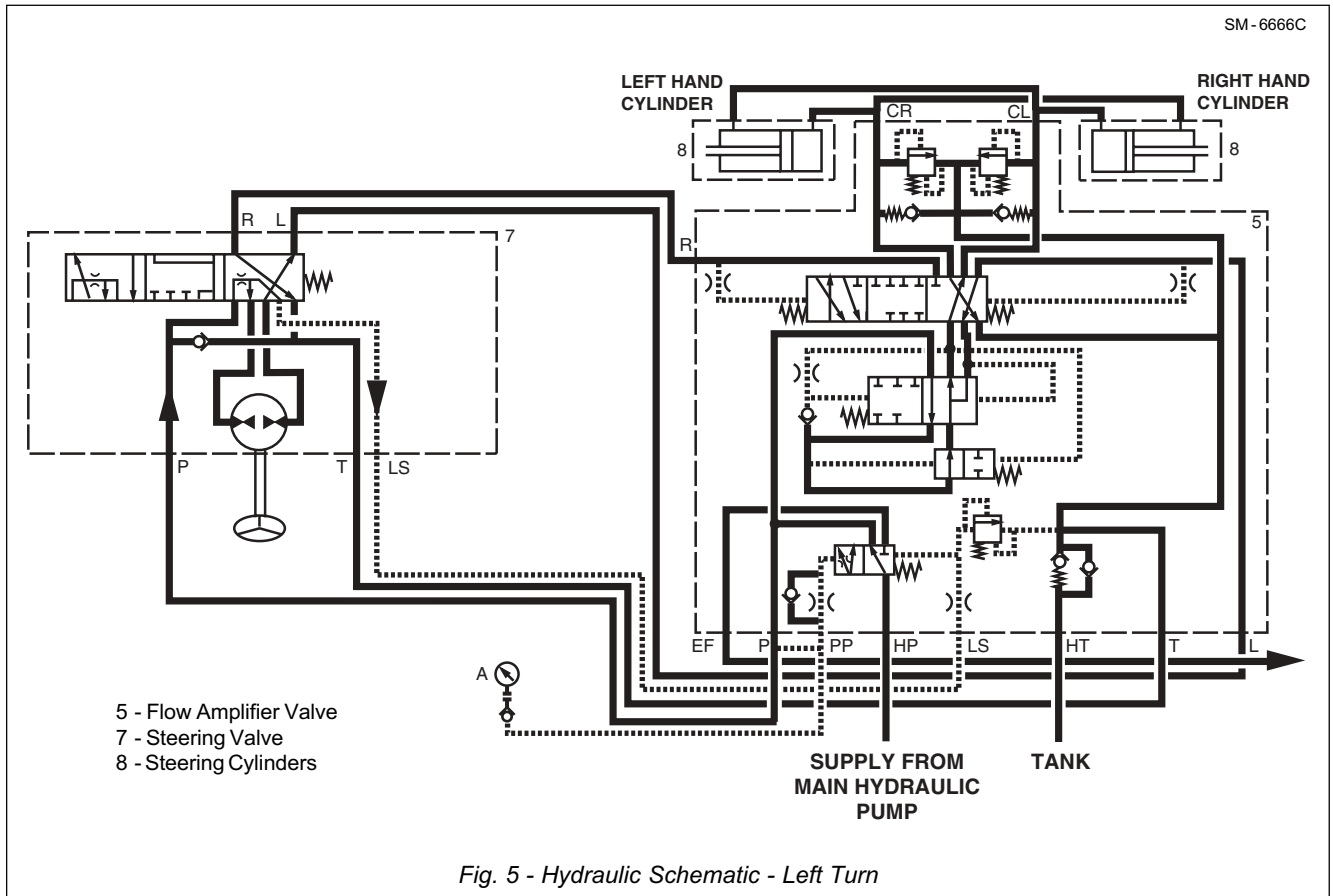 SM-6666C
LEFT HAND
CYLINDER
RIGHT HAND
CYLINDER
CR
CL
8
8
R
L
7
R
5
P
T
LS
EF
P
PP
HP
LS
HT
T
L
A
5 - Flow Amplifier Valve
7 - Steering Valve
8 - Steering Cylinders
SUPPLY FROM
MAIN HYDRAULIC
PUMP
TANK
Fig. 5 - Hydraulic Schematic - Left Turn